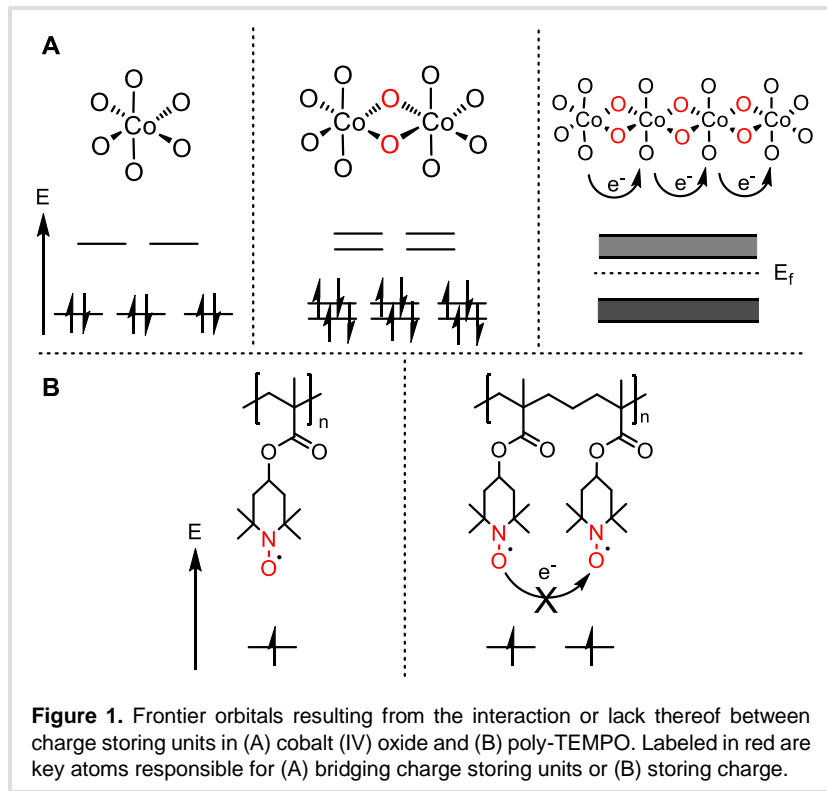 A
O O O O O O
Co
O O O O O O O O O O
Co Co
O O O O O O O O O O O O O O O O O O
Co Co Co Co
e- e- e-
E
Ef
B
n
O O
N
O
E
n
O O O O
N N
O O
e-
X
Figure 1. Frontier orbitals resulting from the interaction or lack thereof between
charge storing units in (A) cobalt (IV) oxide and (B) poly-TEMPO. Labeled in red are
key atoms responsible for (A) bridging charge storing units or (B) storing charge.